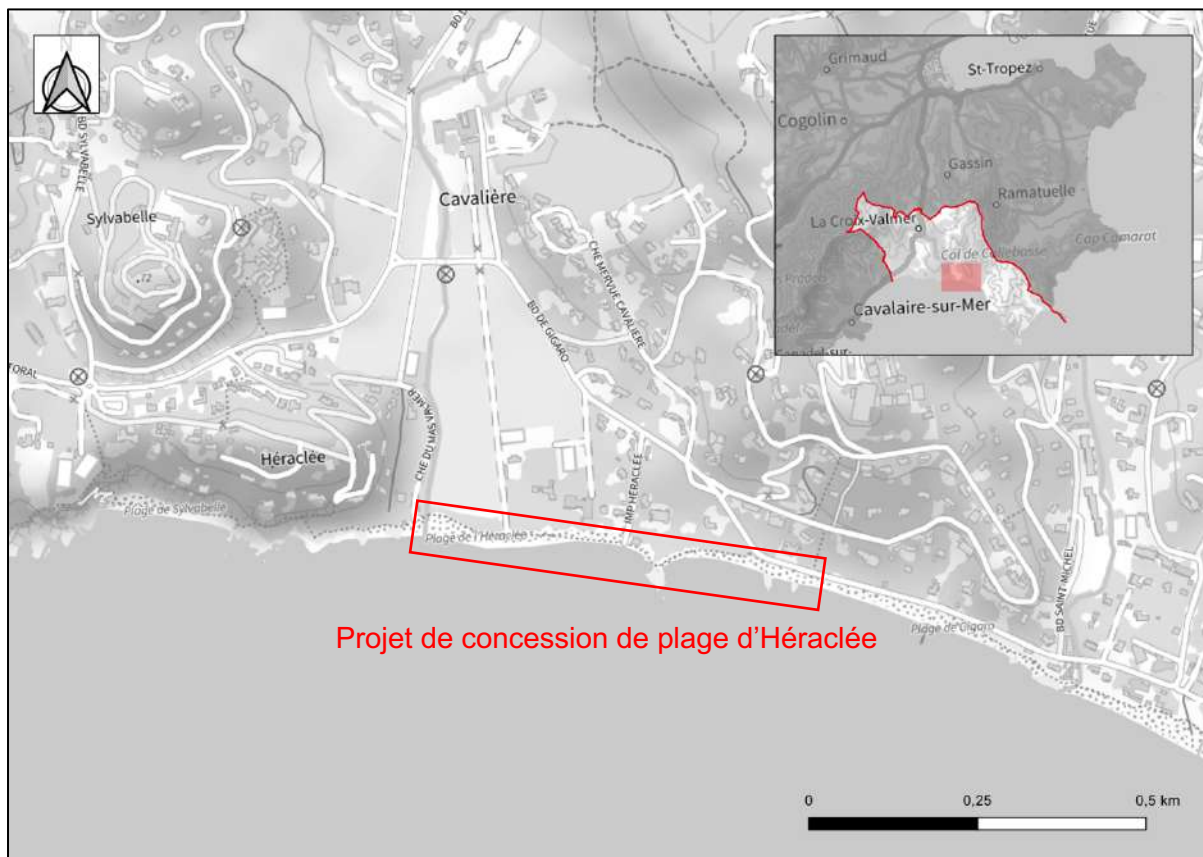 BD SYLVABELLE
Sylvabelle
72
Cavalière
CHE MERVUE CAVALIERE
BD DE GIGARO
CHE DU MAS VALMER
IMP HÉRACLÉE
Héraclée
Plage de Sylvabelle
Plage de l'Héraclée
Plage de Gigaro
BD SAINT-MICHEL
Grimaud
St-Tropez
Cogolin
Gassin
Ramatuelle
La Croix-Valmer
Col de Collebasse
Cap Camarat
Cavalaire-sur-Mer
Projet de concession de plage d'Héraclée
0
0,25
0,5 km